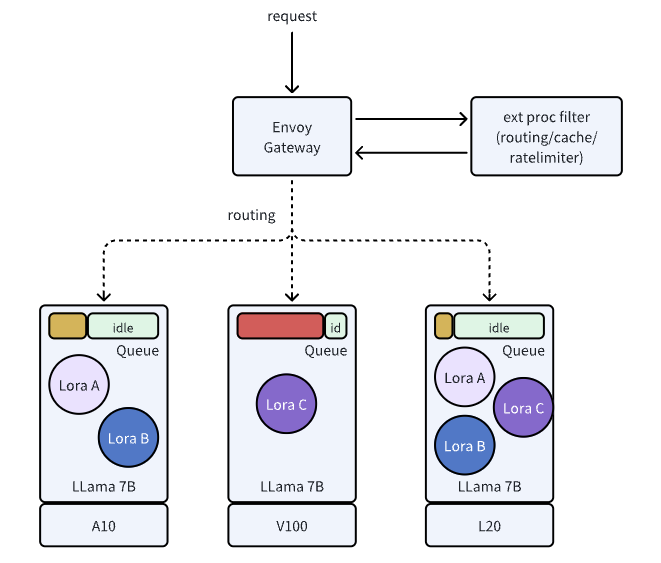 request
Envoy
Gateway
ext proc filter
(routing/cache/
ratelimiter)
routing
idle
Queue
Lora A
Lora B
LLama 7B
A10
id
Queue
Lora C
LLama 7B
V100
idle
Queue
Lora A
Lora C
Lora B
LLama 7B
L20